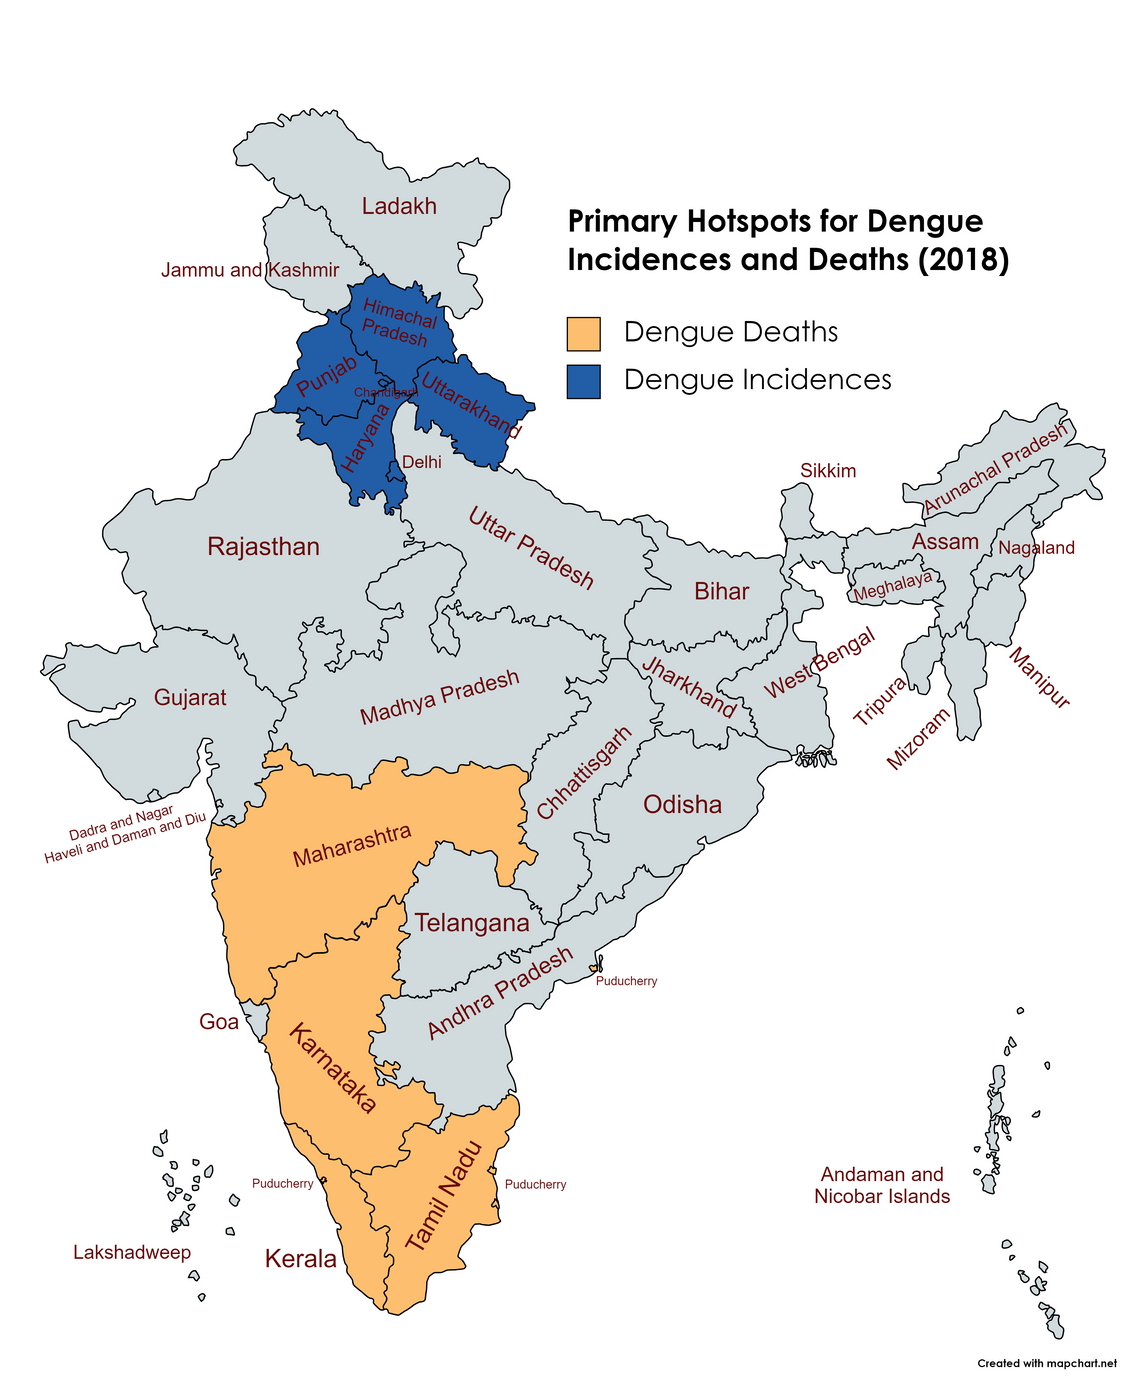 Primary Hotspots for Dengue
Incidences and Deaths (2018)
Dengue Deaths
Dengue Incidences
Ladakh
Jammu and Kashmir
Himachal
Pradesh
Punjab
Chandigarh
Uttarakhand
Haryana
Delhi
Sikkim
Arunachal Pradesh
Rajasthan
Uttar Pradesh
Assam
Nagaland
Bihar
Meghalaya
Gujarat
Madhya Pradesh
Jharkhand
West Bengal
Tripura
Manipur
Mizoram
Chhattisgarh
Odisha
Dadra and Nagar
Haveli and Daman and Diu
Maharashtra
Telangana
Andhra Pradesh
Puducherry
Goa
Karnataka
Andaman and
Nicobar Islands
Puducherry
Tamil Nadu
Puducherry
Lakshadweep
Kerala
Created with mapchart.net